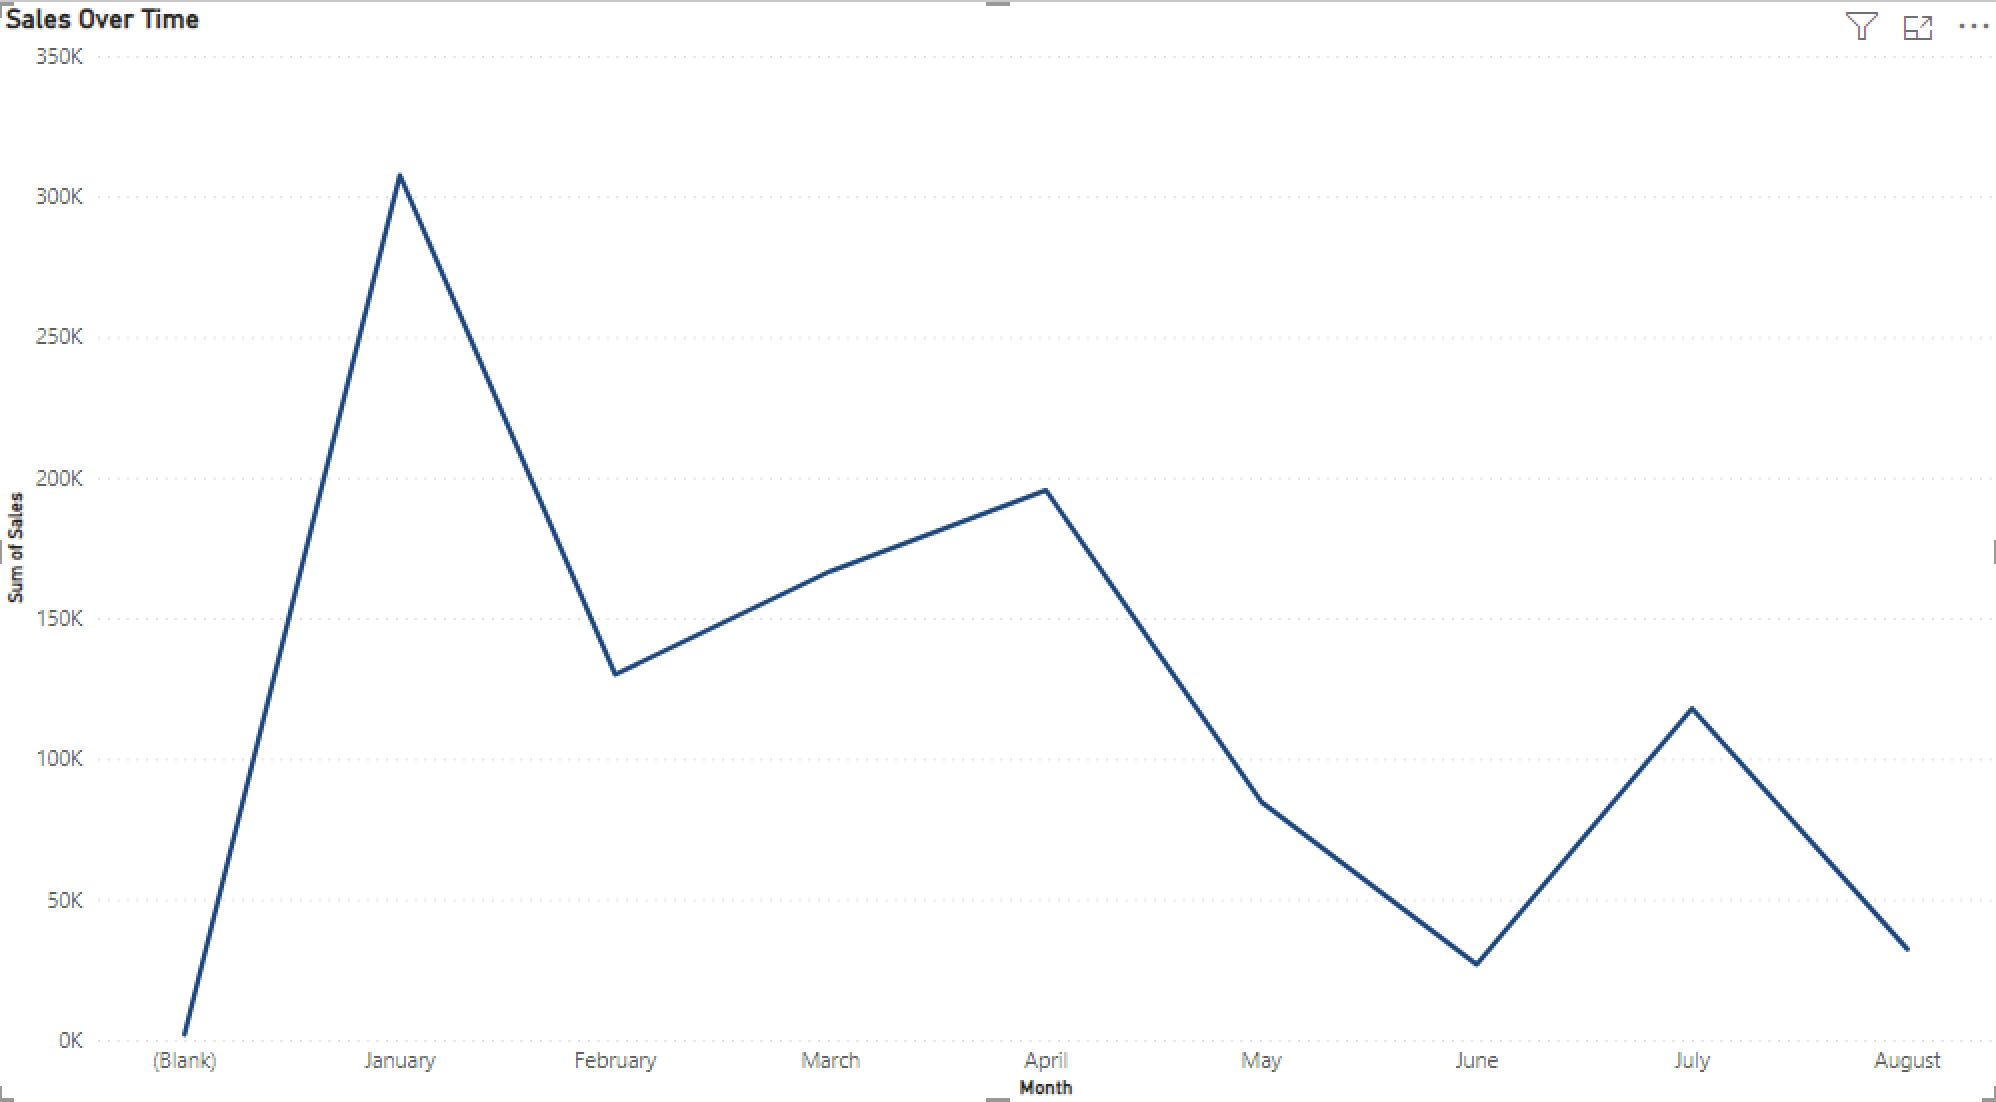 Sales Over Time
350K
300K
250K
200K
150K
100K
50K
0K
Sum of Sales
(Blank) January February March April May June July August
Month